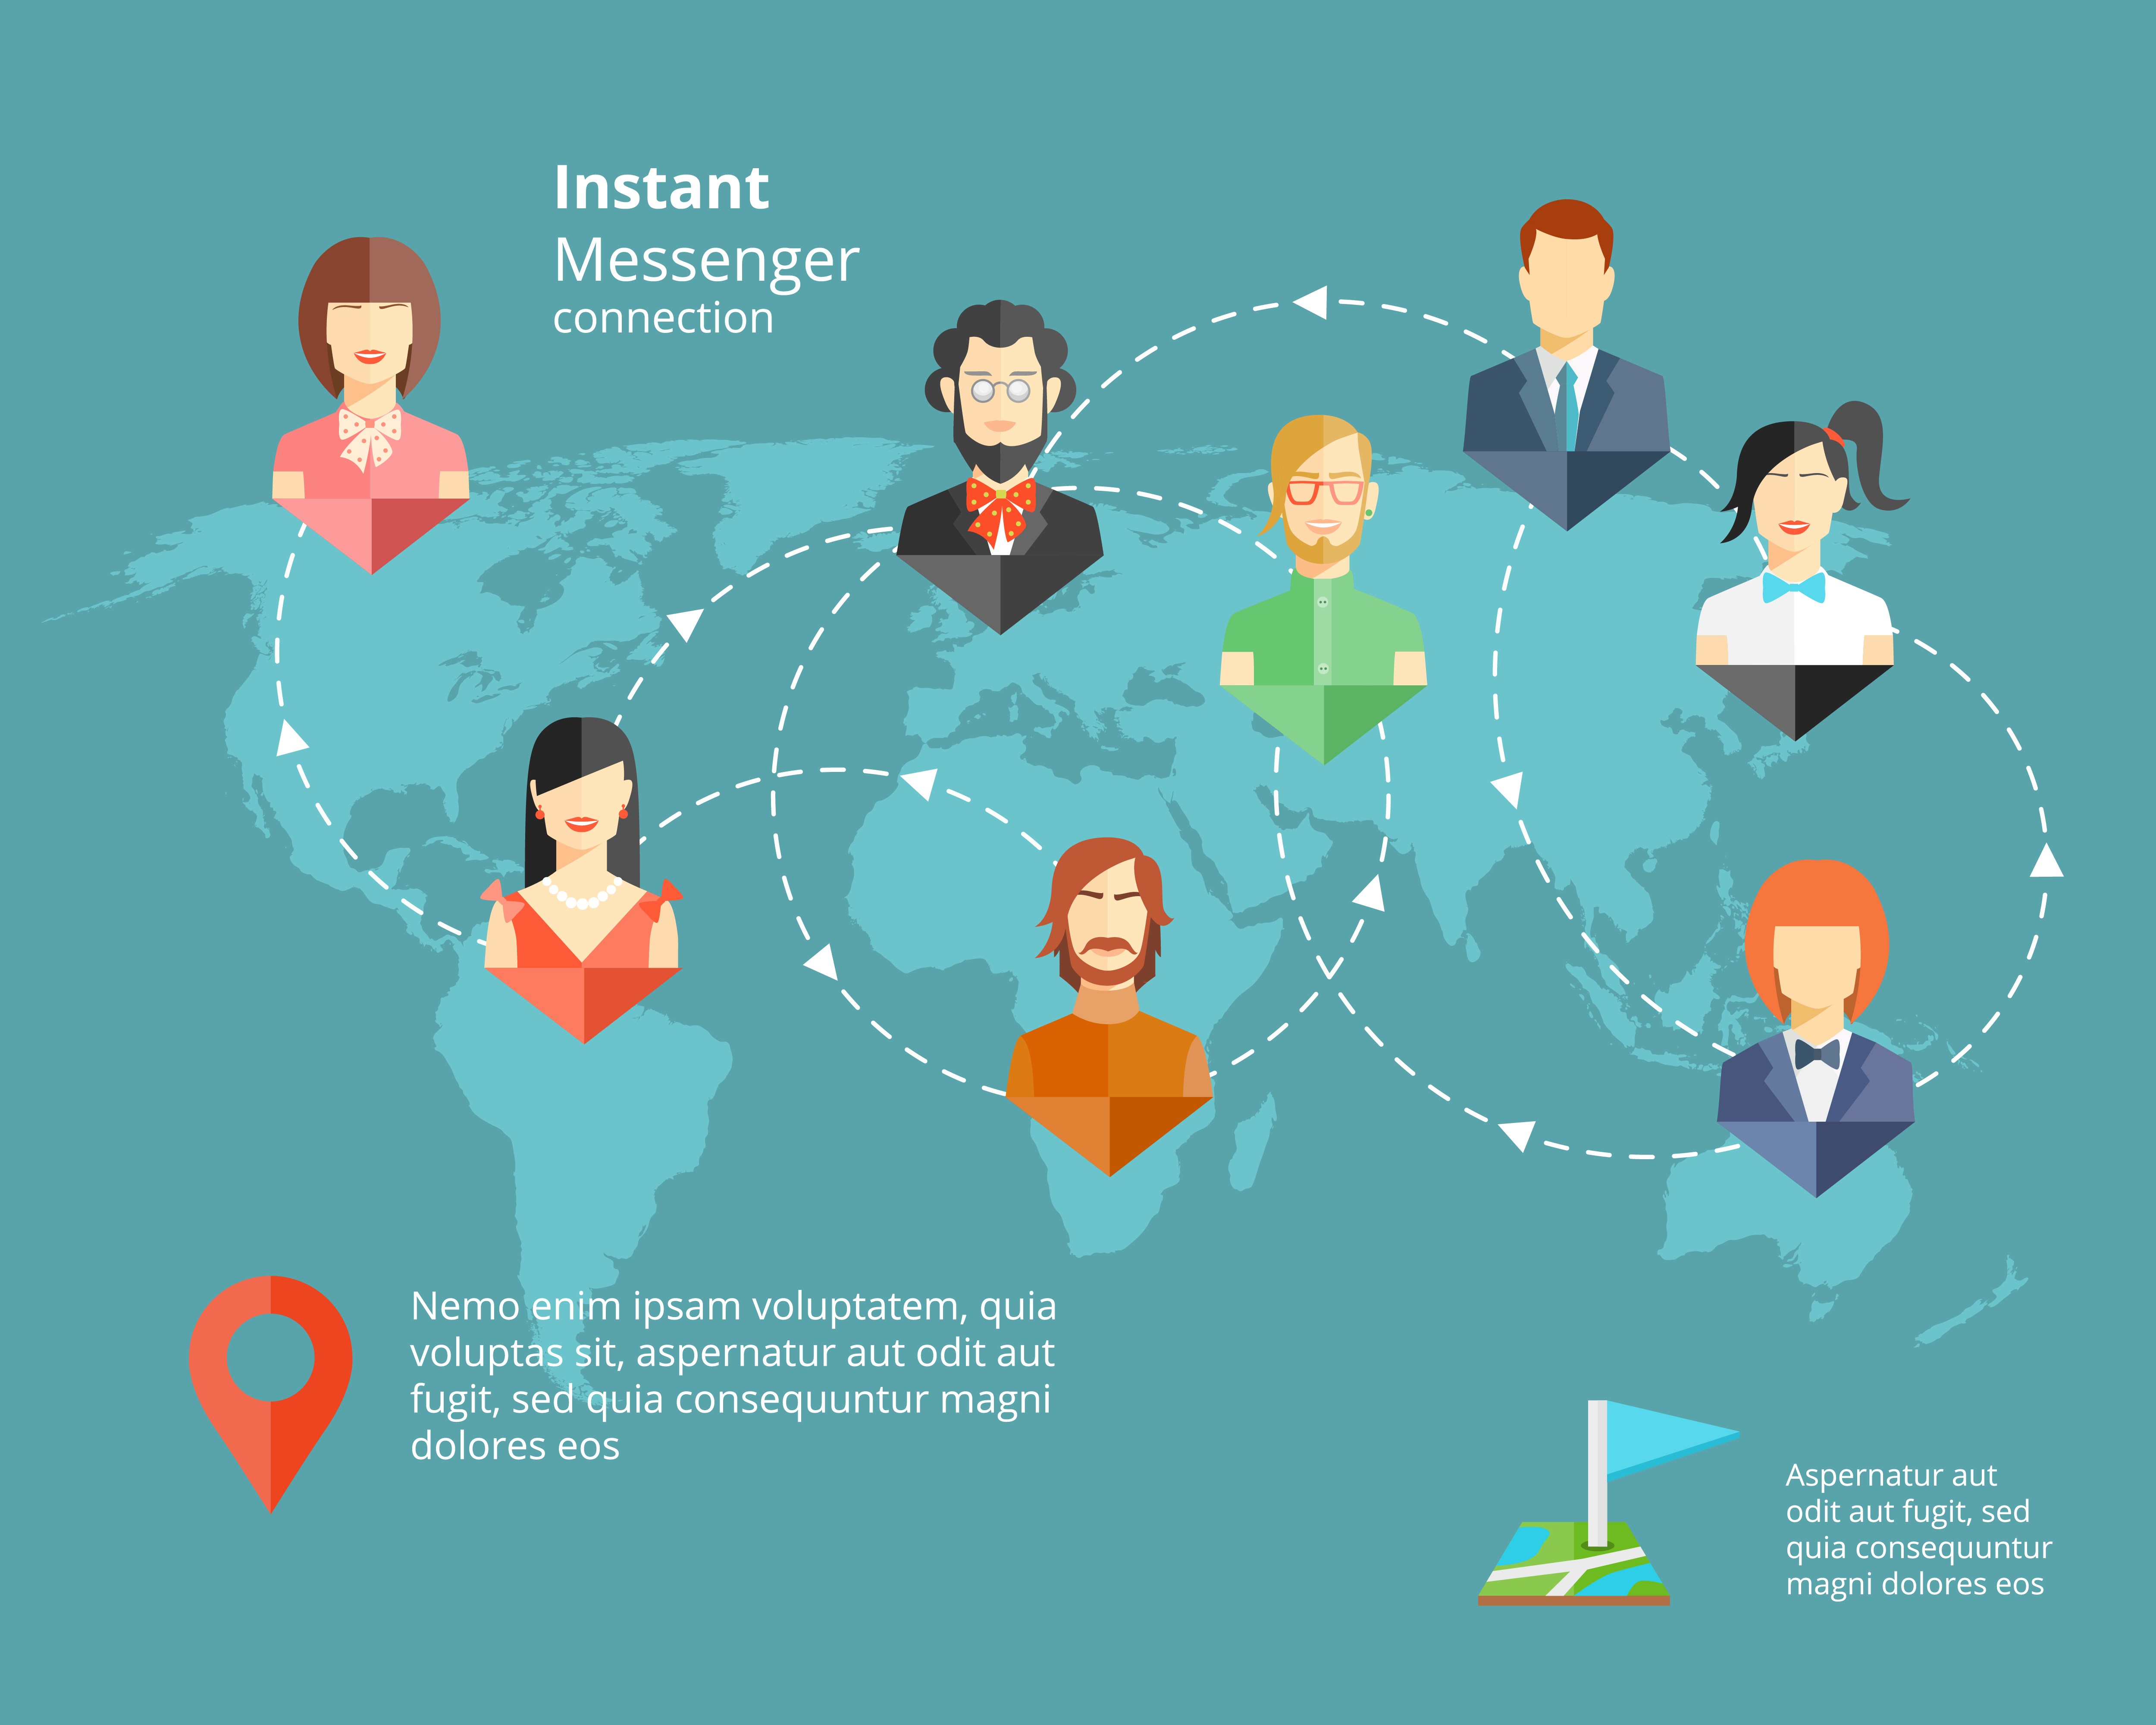 Instant
Messenger
connection
Nemo enim ipsam voluptatem, quia
voluptas sit, aspernatur aut odit aut
fugit, sed quia consequuntur magni
dolores eos
Aspernatur aut
odit aut fugit, sed
quia consequuntur
magni dolores eos